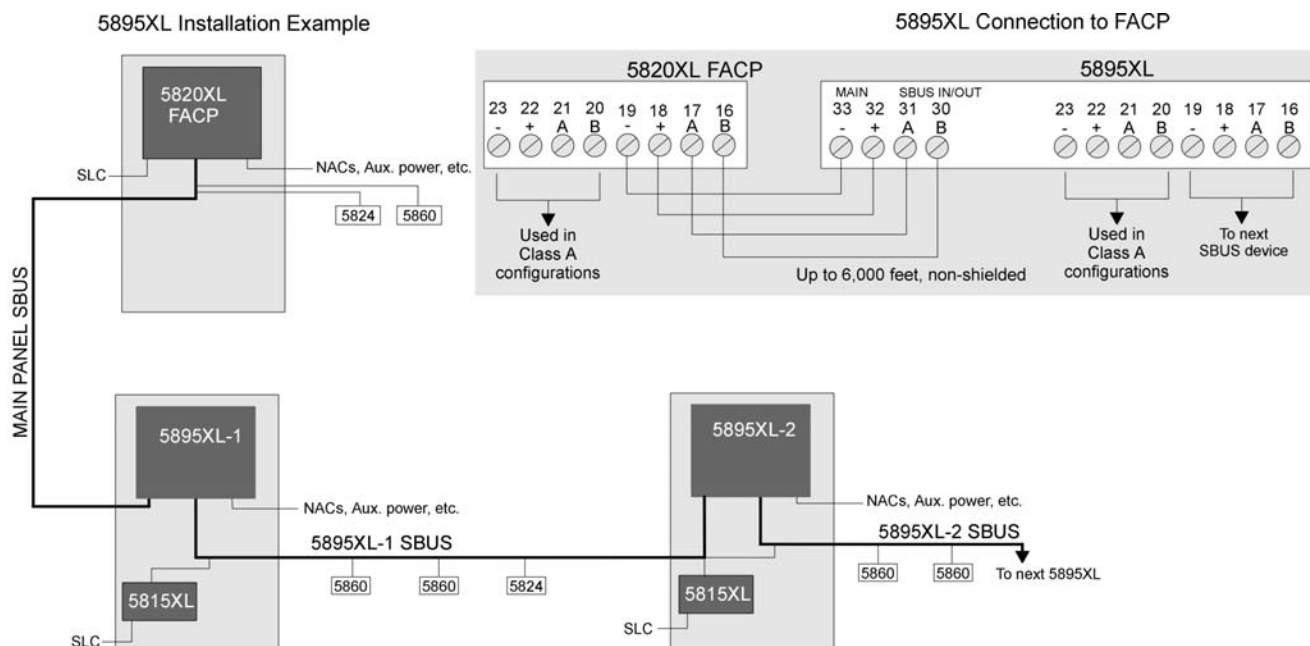 5895XL Installation Example
5895XL Connection to FACP
5820XL FACP
5895XL
MAIN
SBUS IN/OUT
23 22 21 20 19 18 17 16
- + A B - + A B
33 32 31 30
- + A B
23 22 21 20 19 18 17 16
- + A B - + A B
Used in
Class A
configurations
Up to 6,000 feet, non-shielded
Used in
Class A
configurations
To next
SBUS device
5820XL
FACP
SLC
NACs, Aux. power, etc.
5824
5860
MAIN PANEL SBUS
5895XL-1
NACs, Aux. power, etc.
5895XL-1 SBUS
5860
5860
5824
5815XL
SLC
5895XL-2
NACs, Aux. power, etc.
5895XL-2 SBUS
5860
5860
To next 5895XL
5815XL
SLC